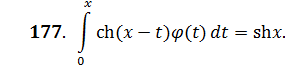 177. ∫₀ˣ ch(x – t)φ(t) dt = shx.